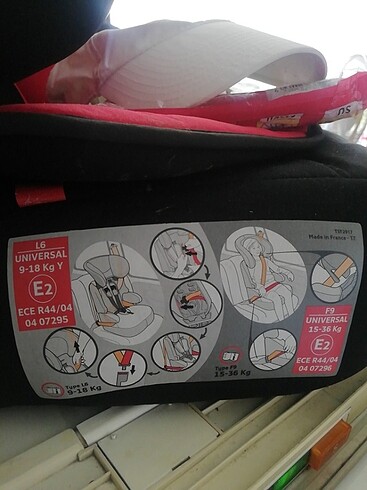 L6
UNIVERSAL
9-18 Kg Y
E2
ECE R44/04
04 07295
Made in France
F9
UNIVERSAL
15-36 Kg
E2
ECE R44/04
04 07296
Type L6
9-18 Kg
Type F9
15-36 Kg